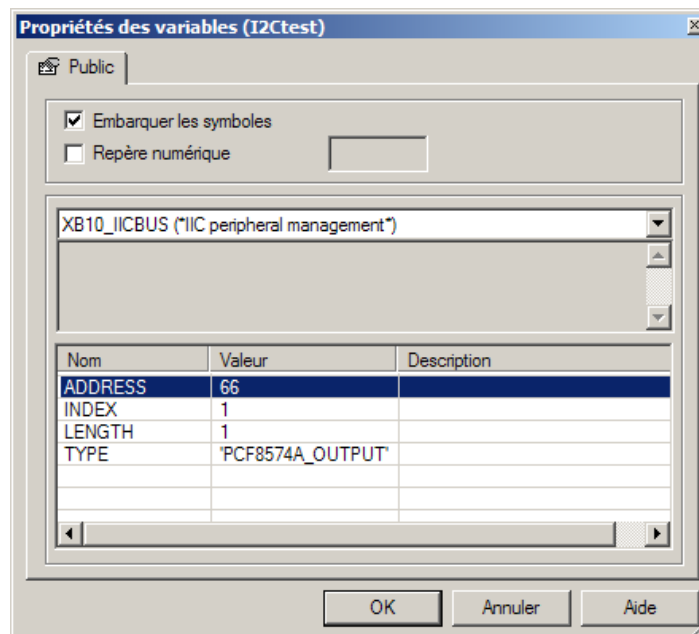 Propriétés des variables (I2Ctest)
Public
Embarquer les symboles
Repère numérique
XB10_IICBUS (*IIC peripheral management*)
Nom Valeur Description
ADDRESS 66
INDEX 1
LENGTH 1
TYPE 'PCF8574A_OUTPUT'
OK Annuler Aide